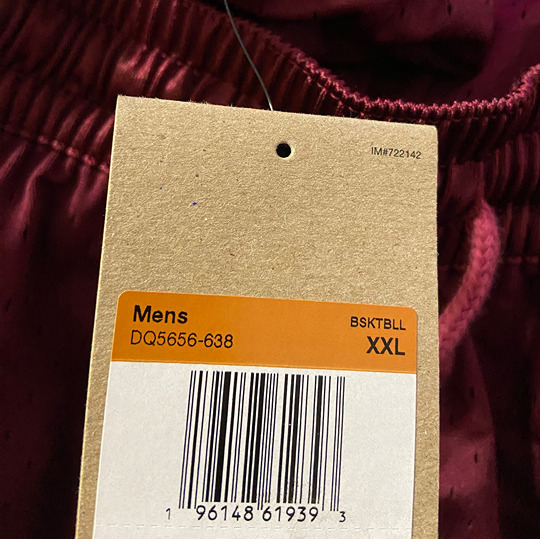 IM#722142
Mens
BSKTBLL
DQ5656-638
XXL
1 96148 61939 3